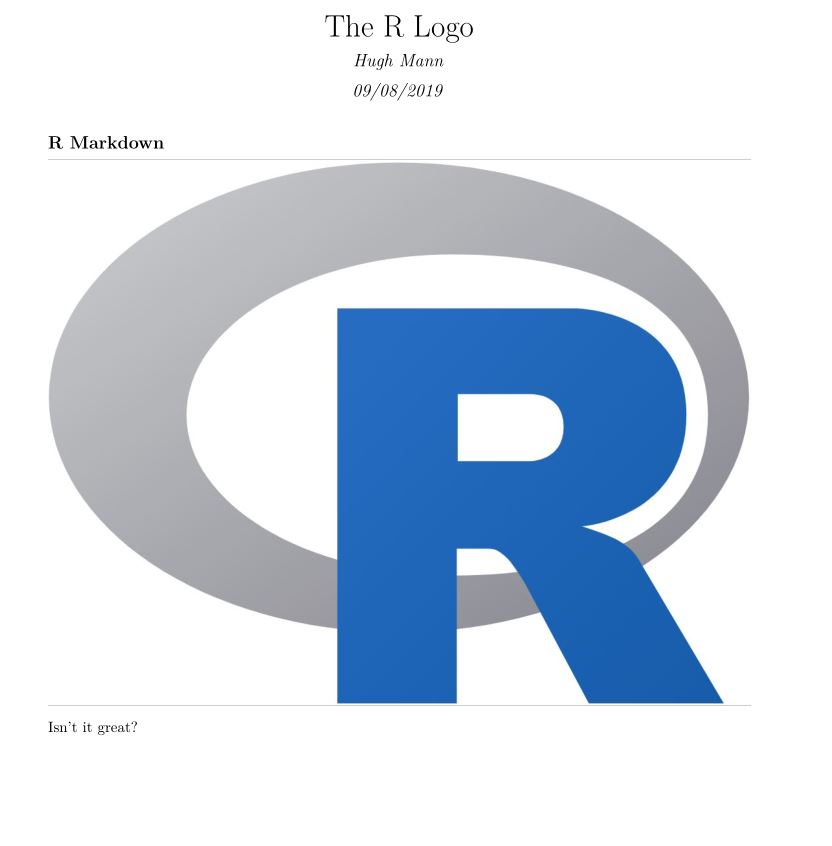 The R Logo
Hugh Mann
09/08/2019
R Markdown
R
Isn't it great?